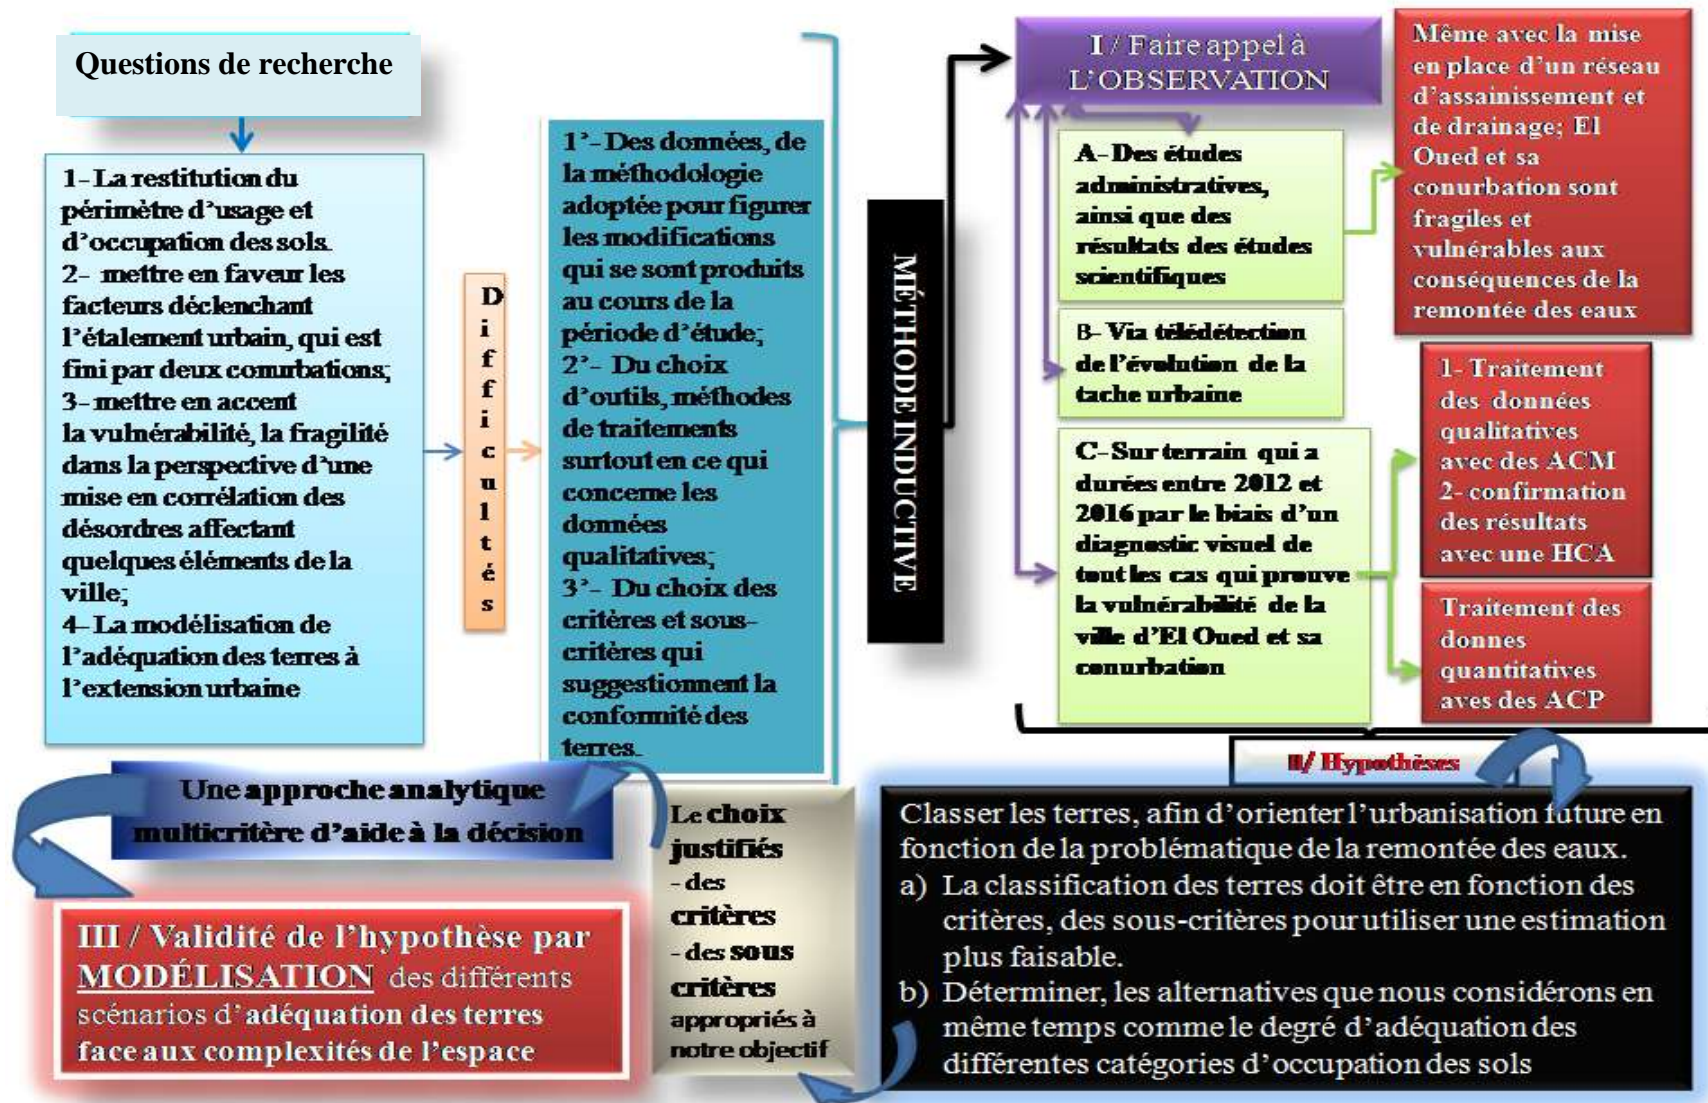 Questions de recherche
1- La restitution du
périmètre d'usage et
d'occupation des sols.
2- mettre en faveur les
facteurs déclenchant
l'étalement urbain, qui est
fini par deux conurbations;
3- mettre en accent
la vulnérabilité, la fragilité
dans la perspective d'une
mise en corrélation des
désordres affectant
quelques éléments de la
ville;
4- La modélisation de
l'adéquation des terres à
l'extension urbaine
Difficultés
1'- Des données, de
la méthodologie
adoptée pour figurer
les modifications
qui se sont produits
au cours de la
période d'étude;
2'- Du choix
d'outils, méthodes
de traitements
surtout en ce qui
concerne les
données
qualitatives;
3'- Du choix des
critères et sous-
critères qui
suggestionnent la
conformité des
terres.
MÉTHODE INDUCTIVE
I / Faire appel à
L'OBSERVATION
A- Des études
administratives,
ainsi que des
résultats des études
scientifiques
B- Via télédétection
de l'évolution de la
tache urbaine
C- Sur terrain qui a
durées entre 2012 et
2016 par le biais d'un
diagnostic visuel de
tout les cas qui prouve
la vulnérabilité de la
ville d'El Oued et sa
conurbation
Même avec la mise
en place d'un réseau
d'assainissement et
de drainage; El
Oued et sa
conurbation sont
fragiles et
vulnérables aux
conséquences de la
remontée des eaux
1- Traitement
des données
qualitatives
avec des ACM
2- confirmation
des résultats
avec une HCA
Traitement des
donnes
quantitatives
aves des ACP
II/ Hypothèses
Classer les terres, afin d'orienter l'urbanisation future en
fonction de la problématique de la remontée des eaux.
a) La classification des terres doit être en fonction des
critères, des sous-critères pour utiliser une estimation
plus faisable.
b) Déterminer, les alternatives que nous considérons en
même temps comme le degré d'adéquation des
différentes catégories d'occupation des sols
Le choix
justifiés
- des
critères
- des sous
critères
appropriés à
notre objectif
Une approche analytique
multicritère d'aide à la décision
III / Validité de l'hypothèse par
MODÉLISATION des différents
scénarios d'adéquation des terres
face aux complexités de l'espace